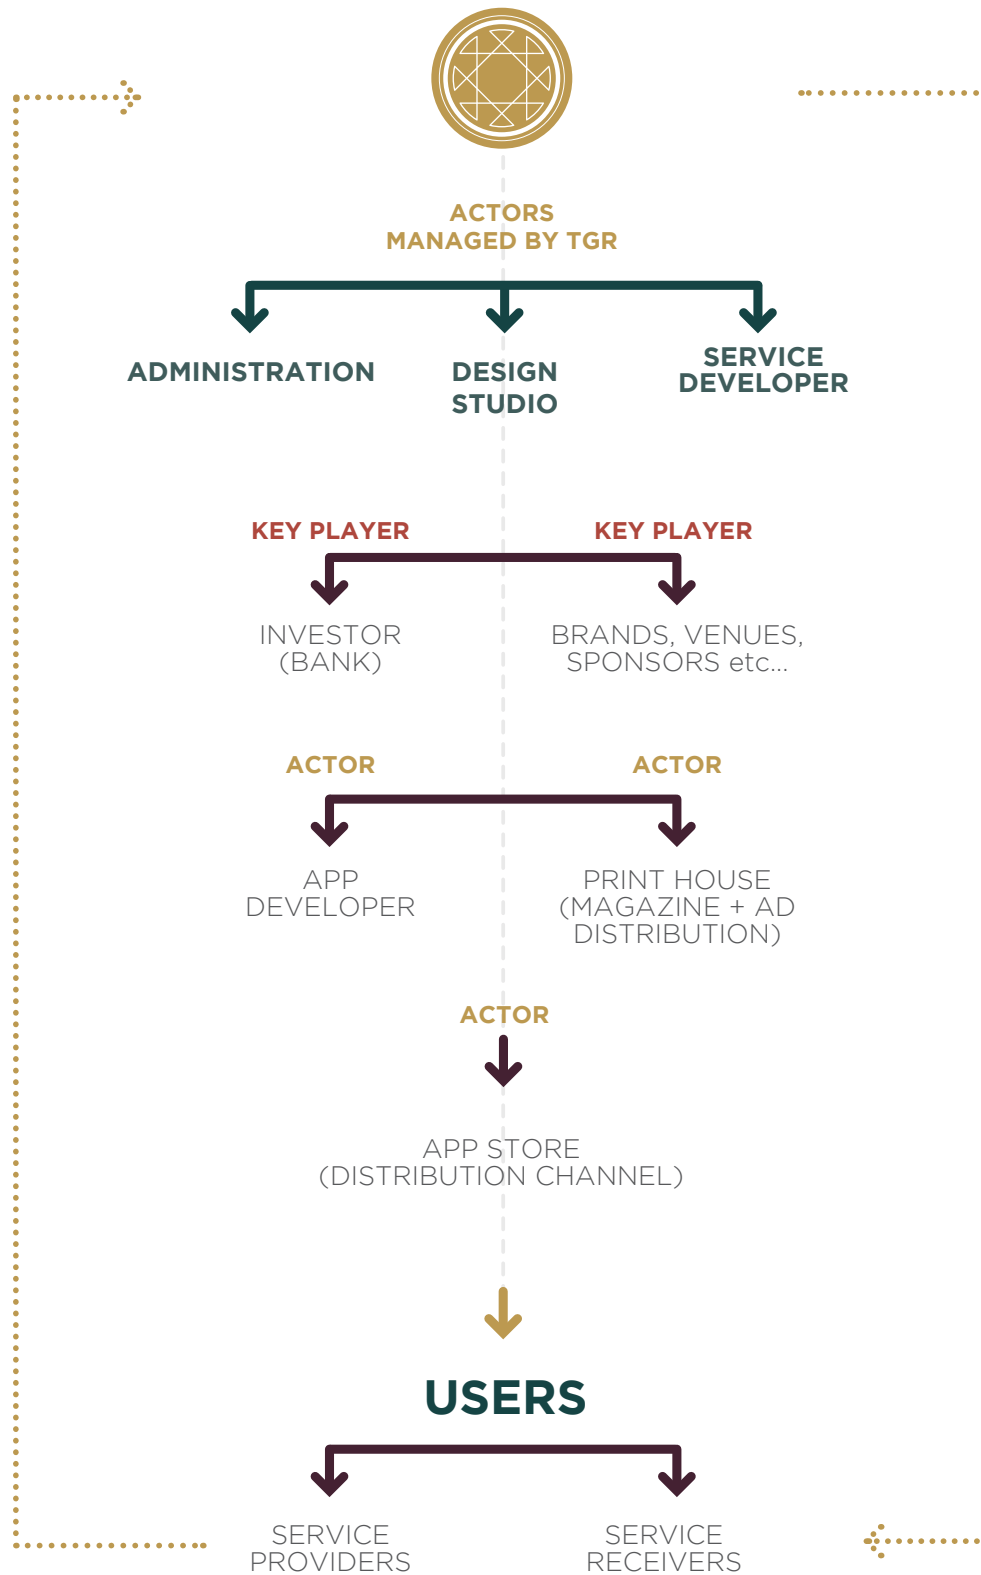 ACTORS
MANAGED BY TGR
ADMINISTRATION
DESIGN
STUDIO
SERVICE
DEVELOPER
KEY PLAYER
KEY PLAYER
INVESTOR
(BANK)
BRANDS, VENUES,
SPONSORS etc...
ACTOR
ACTOR
APP
DEVELOPER
PRINT HOUSE
(MAGAZINE + AD
DISTRIBUTION)
ACTOR
APP STORE
(DISTRIBUTION CHANNEL)
USERS
SERVICE
PROVIDERS
SERVICE
RECEIVERS